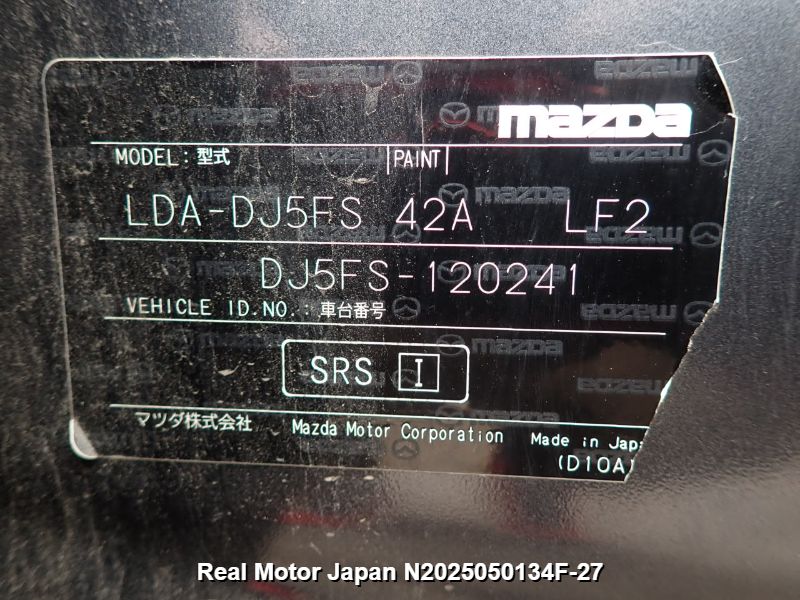 mazda
MODEL: 型式 PAINT
LDA-DJ5FS 42A LF2
DJ5FS-120241
VEHICLE ID.NO.: 車台番号
SRS I
マツダ株式会社 Mazda Motor Corporation Made in Jap
(D10A)
Real Motor Japan N2025050134F-27